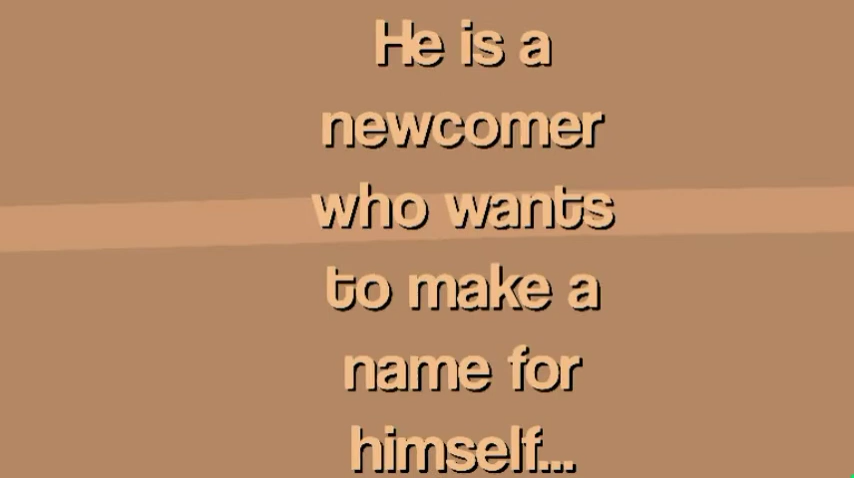 He is a
newcomer
who wants
to make a
name for
himself...